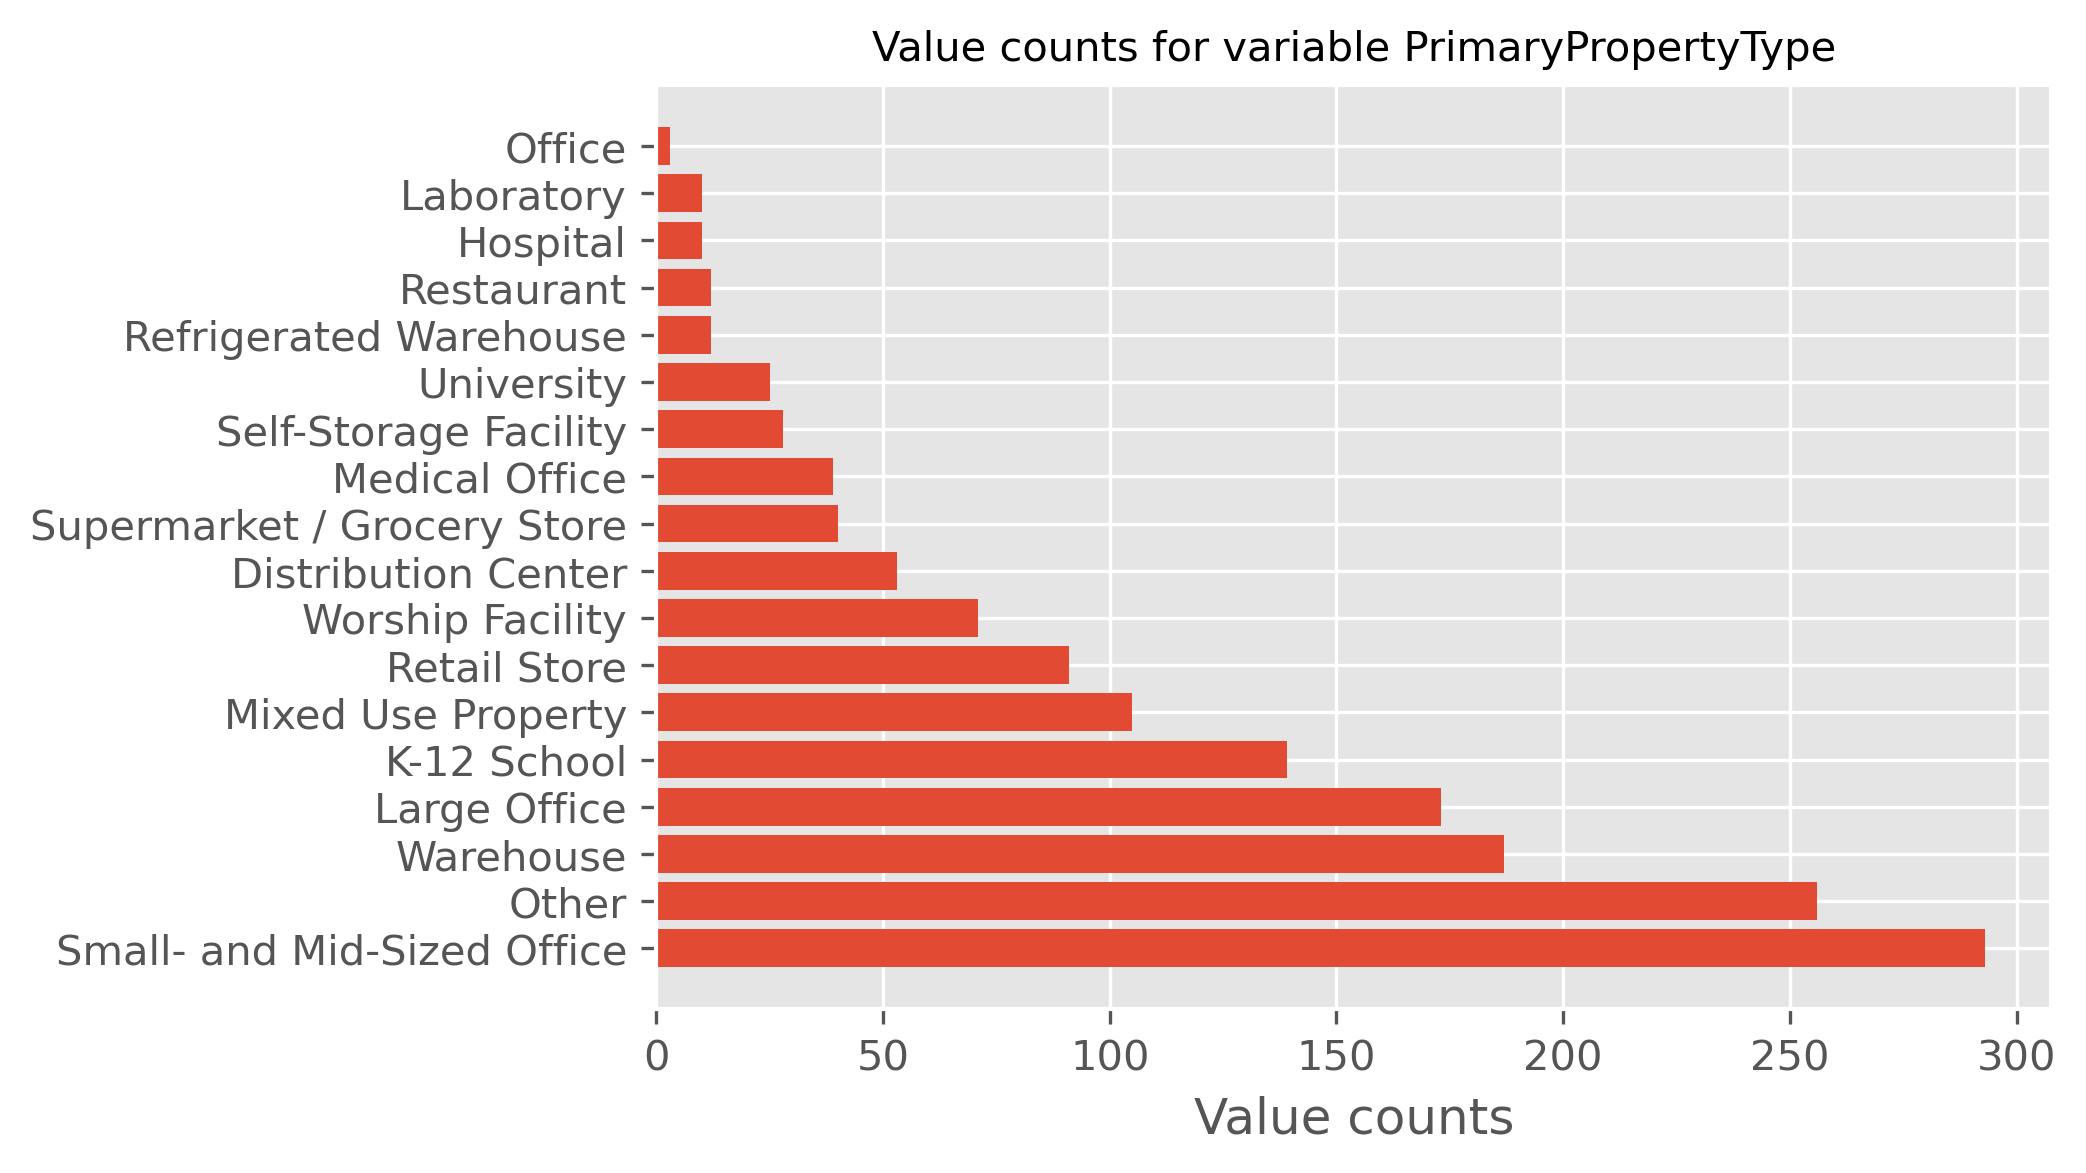 Value counts for variable PrimaryPropertyType
Office
Laboratory
Hospital
Restaurant
Refrigerated Warehouse
University
Self-Storage Facility
Medical Office
Supermarket / Grocery Store
Distribution Center
Worship Facility
Retail Store
Mixed Use Property
K-12 School
Large Office
Warehouse
Other
Small- and Mid-Sized Office
0 50 100 150 200 250 300
Value counts